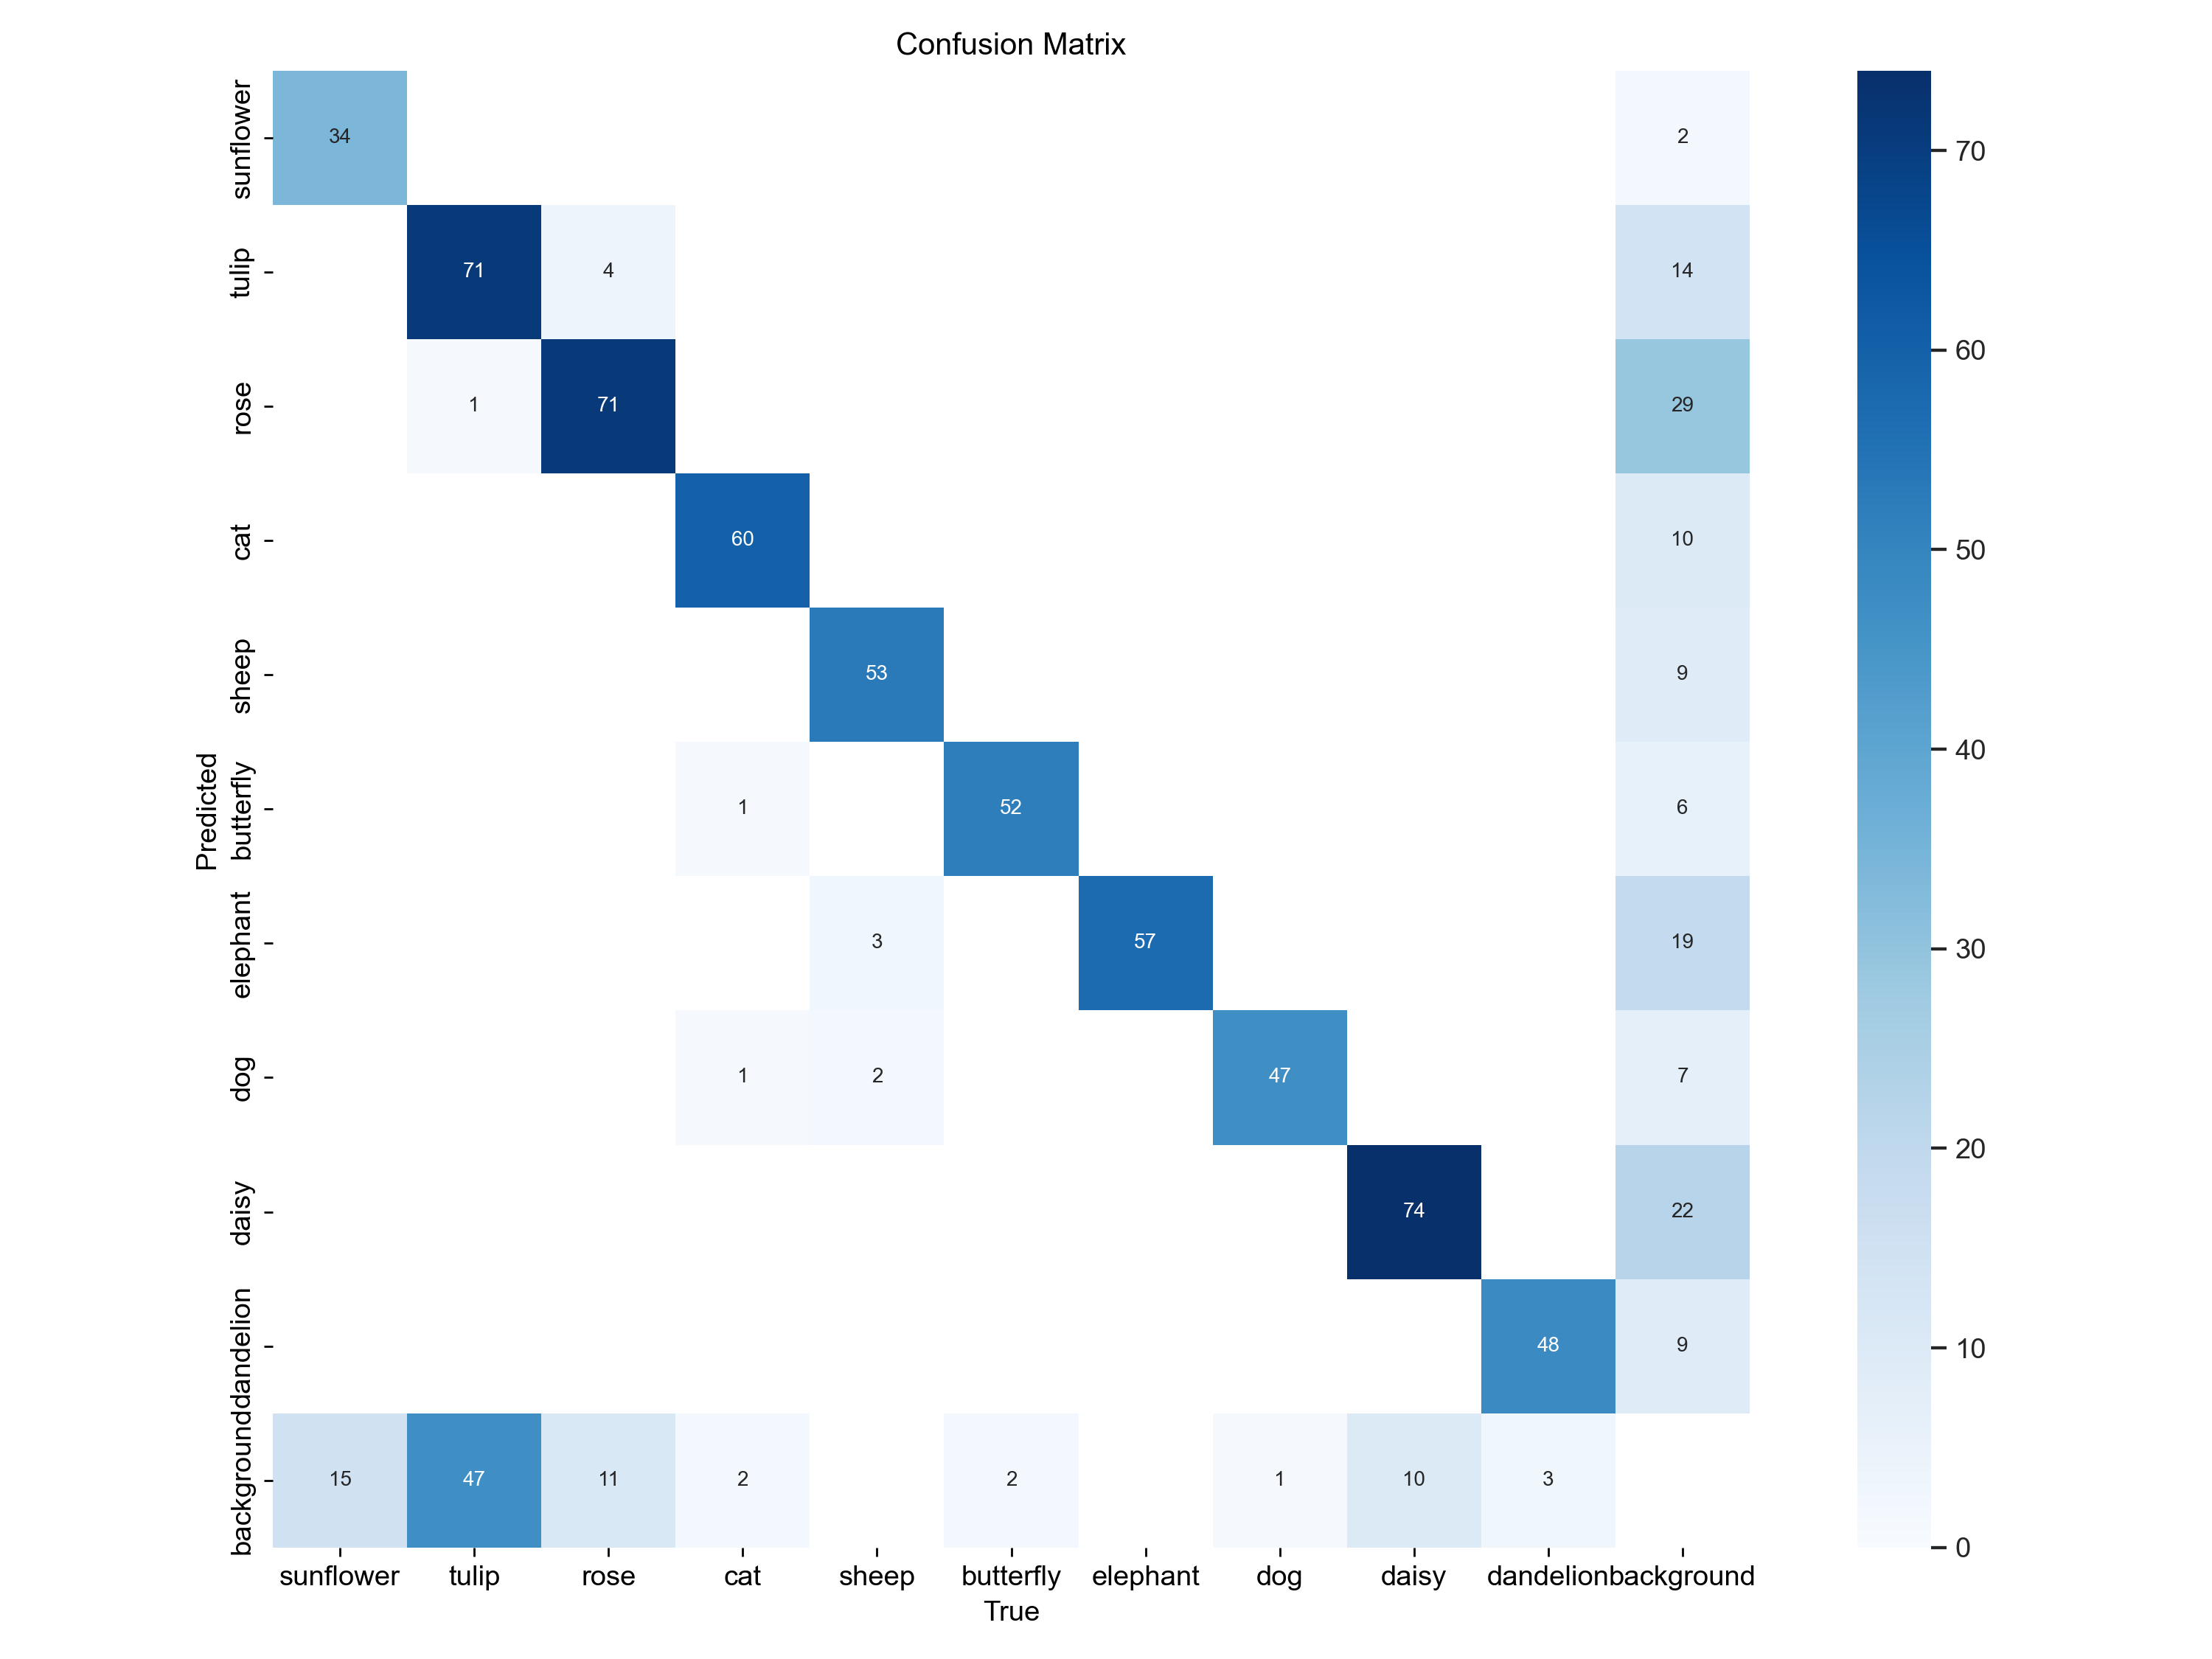 Confusion Matrix
sunflower 34 2 70
tulip 71 4 14
60
rose 1 71 29
cat 60 10 50
sheep 53 9
40
Predicted
butterfly 1 52 6
elephant 3 57 19 30
dog 1 2 47 7
20
daisy 74 22
dandelion 48 9 10
background 15 47 11 2 2 1 10 3
0
sunflower tulip rose cat sheep butterfly elephant dog daisy dandelion background
True